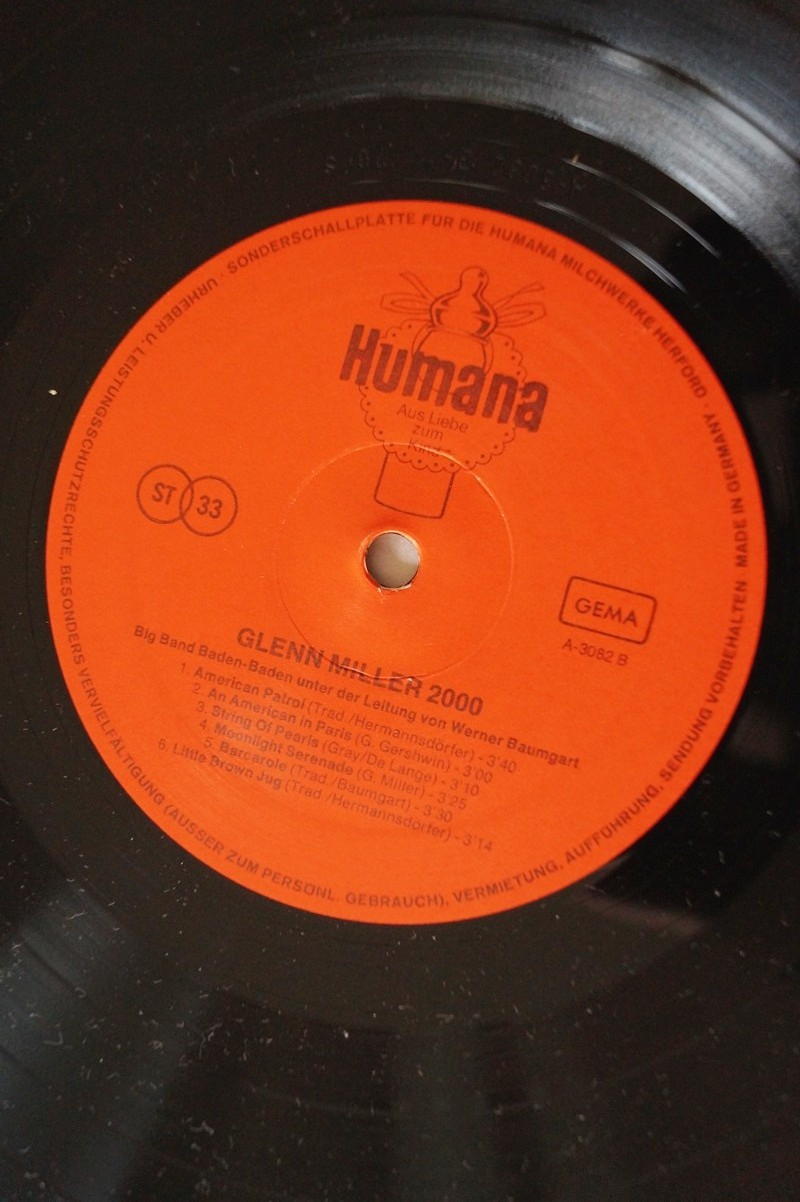 SONDERSCHALLPLATTE FÜR DIE HUMANA MILCHWERKE HERFORD · MADE IN GERMANY
URHEBER U. LEISTUNGSSCHUTZRECHTE, BESONDERS VERVIELFÄLTIGUNG (AUSSER ZUM PERSÖNL. GEBRAUCH), VERMIETUNG, AUFFÜHRUNG, SENDUNG VORBEHALTEN
Humana
Aus Liebe
zum
Kind
ST 33
GEMA
A-3082 B
GLENN MILLER 2000
Big Band Baden-Baden unter der Leitung von Werner Baumgart
1. American Patrol (Trad./Hermannsdörfer) - 3'40
2. An American in Paris (G. Gershwin) - 3'00
3. String Of Pearls (Gray/De Lange) - 3'10
4. Moonlight Serenade (G. Miller) - 3'25
5. Barcarole (Trad./Baumgart) - 3'30
6. Little Brown Jug (Trad./Hermannsdörfer) - 3'14